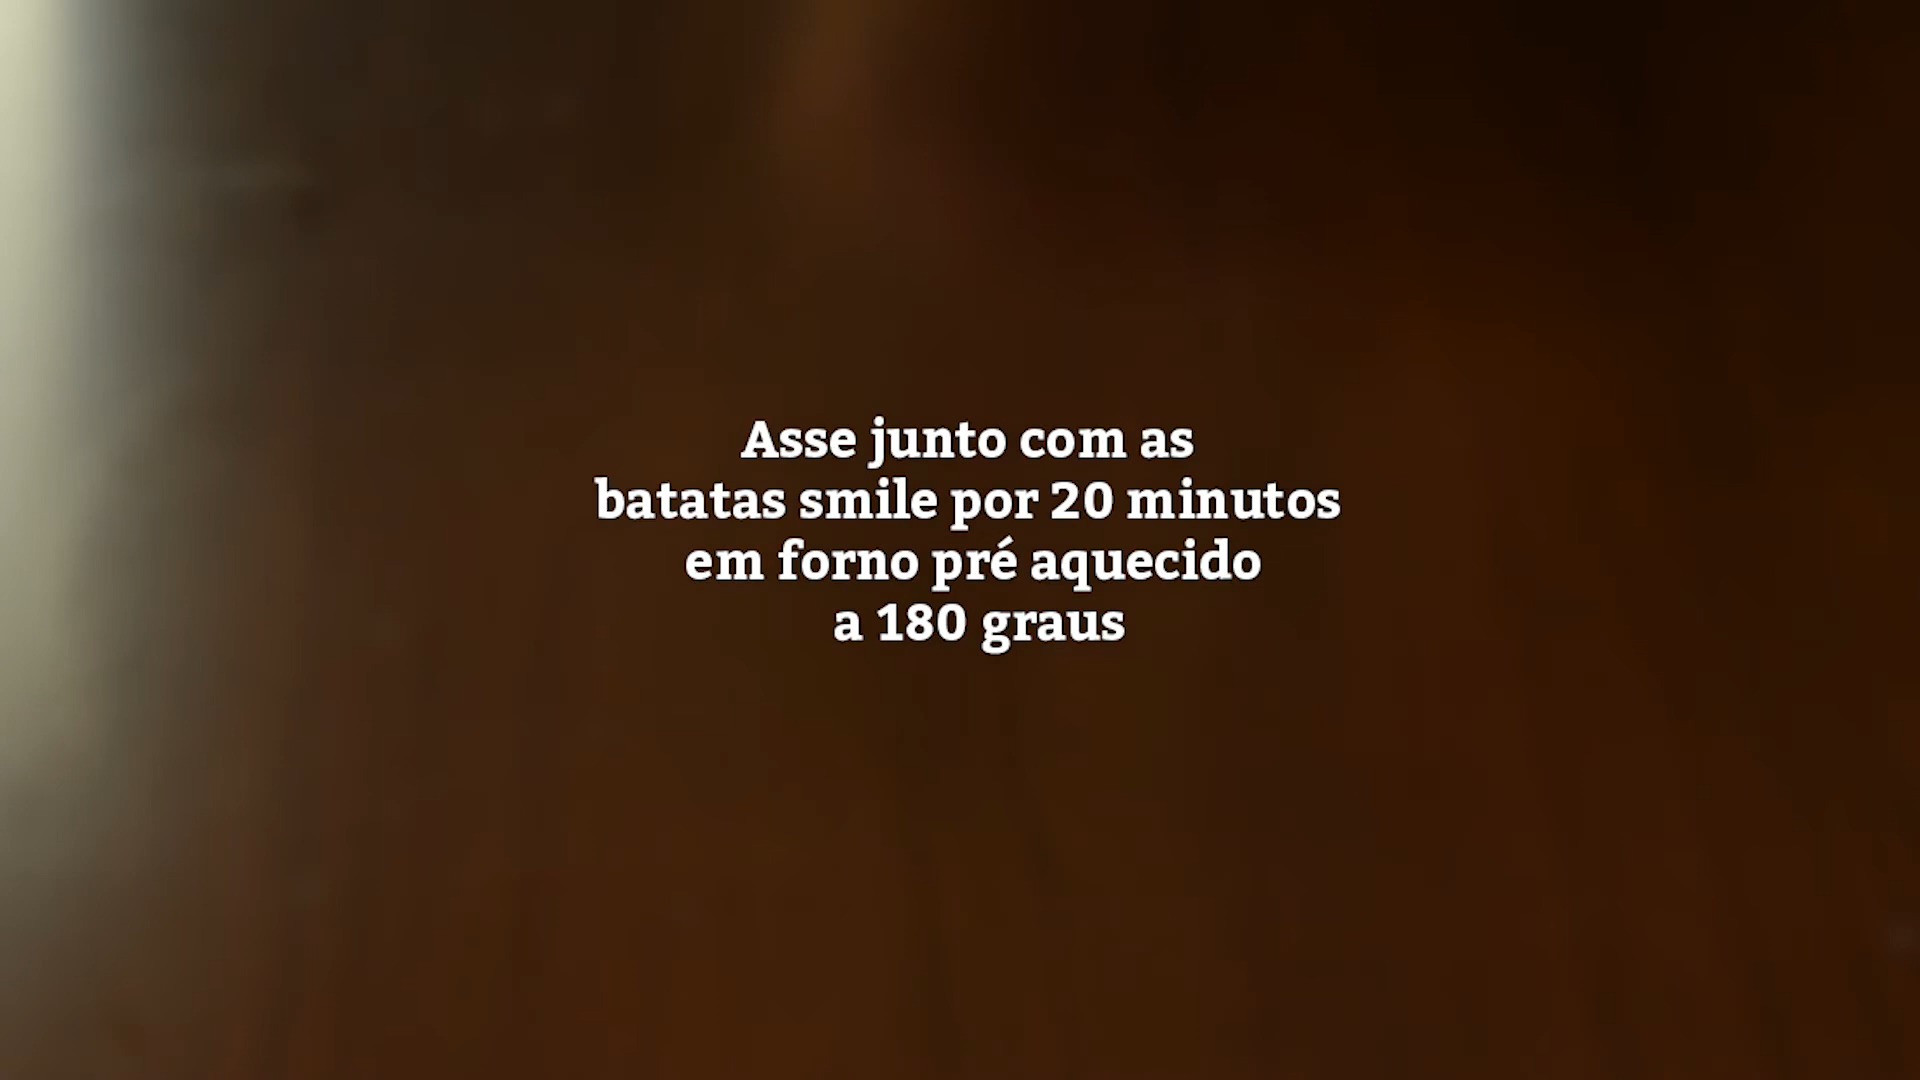 Asse junto com as
batatas smile por 20 minutos
em forno pré aquecido
a 180 graus